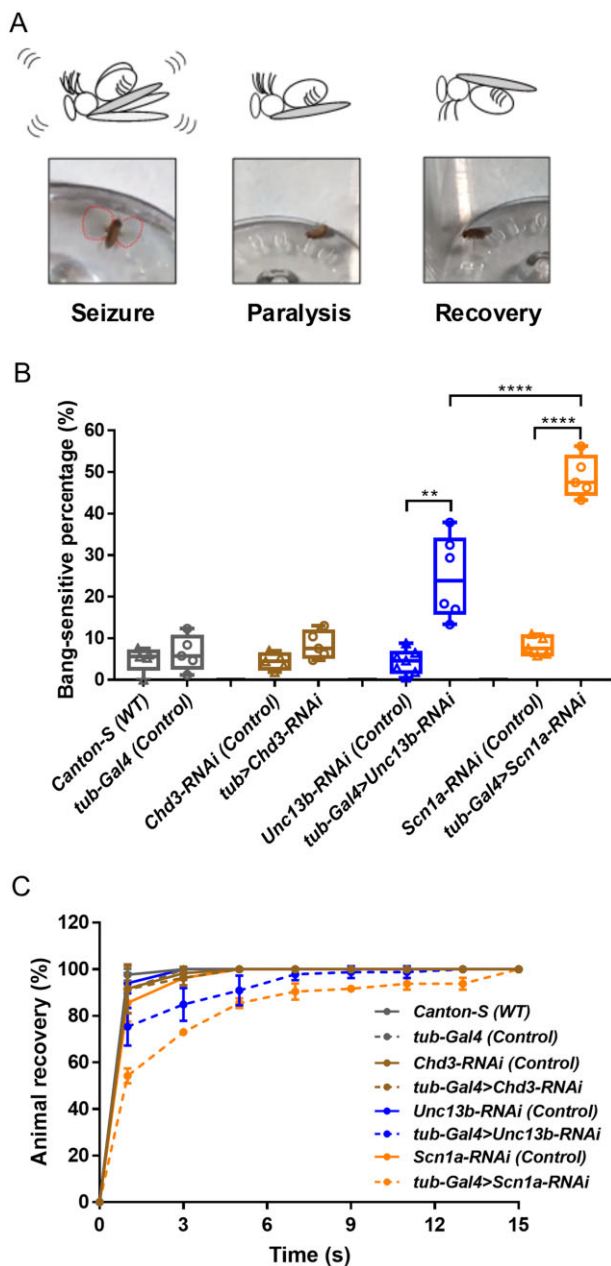 A
Seizure
Paralysis
Recovery
B
Bang-sensitive percentage (%)
60
50
40
30
20
10
0
****
****
**
Canton-S (WT)
tub-Gal4 (Control)
Chd3-RNAi (Control)
tub>Chd3-RNAi
Unc13b-RNAi (Control)
tub-Gal4>Unc13b-RNAi
Scn1a-RNAi (Control)
tub-Gal4>Scn1a-RNAi
C
Animal recovery (%)
120
100
80
60
40
20
0
Canton-S (WT)
tub-Gal4 (Control)
Chd3-RNAi (Control)
tub-Gal4>Chd3-RNAi
Unc13b-RNAi (Control)
tub-Gal4>Unc13b-RNAi
Scn1a-RNAi (Control)
tub-Gal4>Scn1a-RNAi
0
3
6
9
12
15
Time (s)